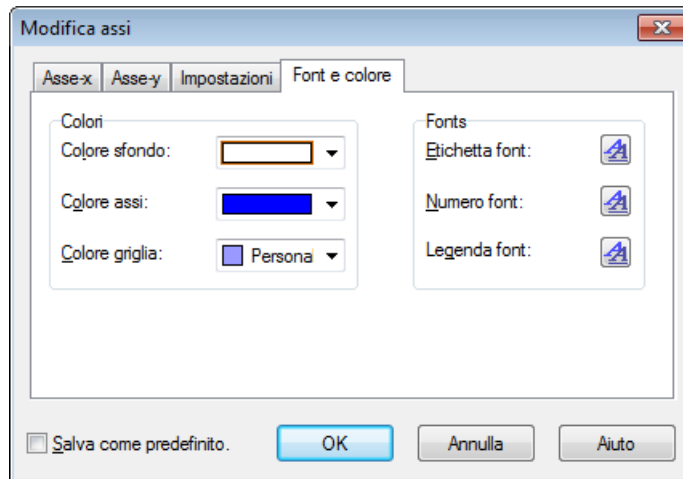 Modifica assi
Asse-x Asse-y Impostazioni Font e colore
Colori Fonts
Colore sfondo: Etichetta font:
Colore assi: Numero font:
Colore griglia: Personal Legenda font:
Salva come predefinito. OK Annulla Aiuto